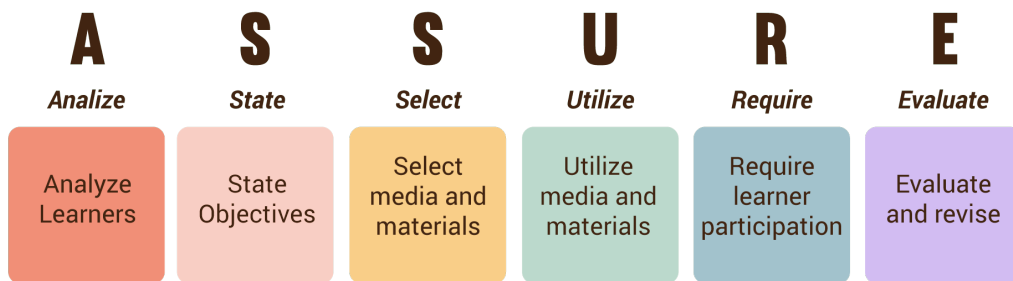 A S S U R E
Analize State Select Utilize Require Evaluate
Analyze
Learners
State
Objectives
Select
media and
materials
Utilize
media and
materials
Require
learner
participation
Evaluate
and revise